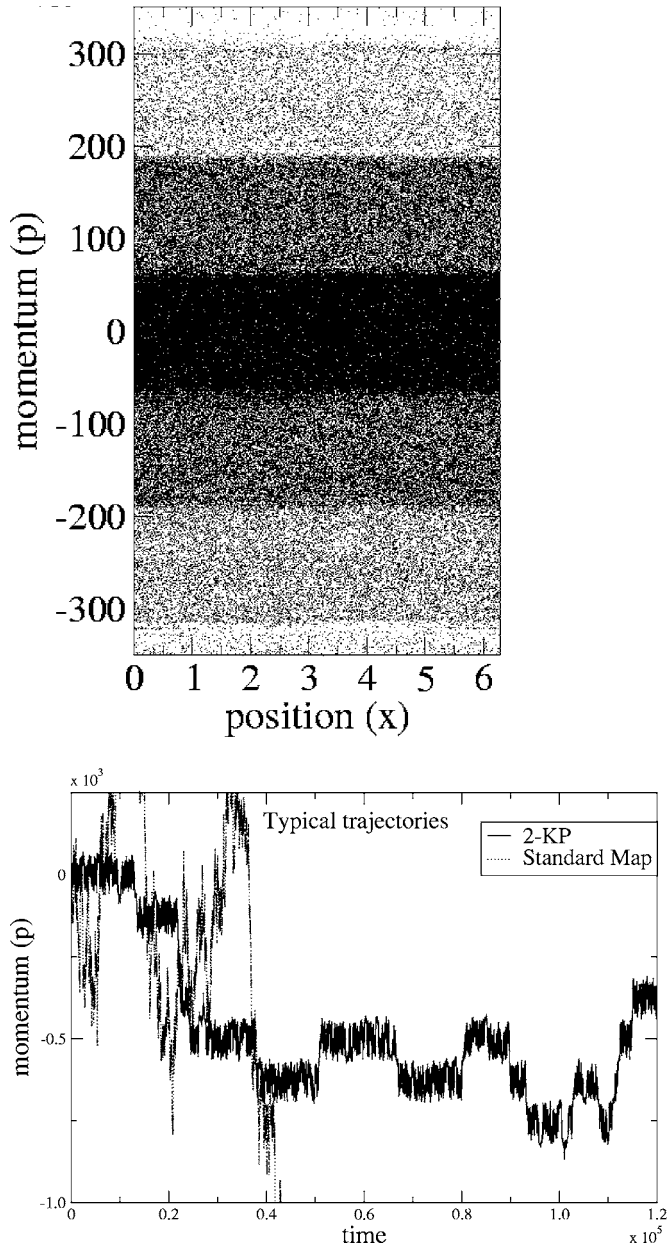 300
200
100
0
-100
-200
-300
momentum (p)
0 1 2 3 4 5 6
position (x)
x 10³
Typical trajectories
2-KP
Standard Map
0
-0.5
-1.0
momentum (p)
0 0.2 0.4 0.6 0.8 1.0 1.2
time
x 10⁵